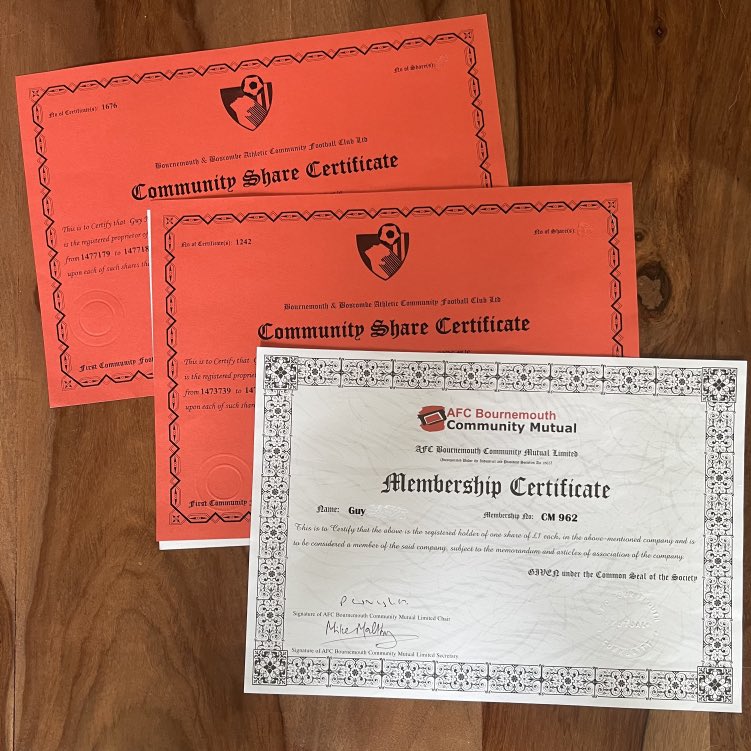 No of Certificate(s): 1676
No of Share(s):
Bournemouth & Boscombe Athletic Community Football Club Ltd
Community Share Certificate
This is to Certify that Guy
is the registered proprietor of
from 1477179 to 147718
upon each of such shares th
First Community Foo
No of Certificate(s): 1242
No of Share(s):
Bournemouth & Boscombe Athletic Community Football Club Ltd
Community Share Certificate
This is to Certify that
is the registered proprie
from 1473739 to 14
upon each of such shar
First Community
AFC Bournemouth
Community Mutual
AFC Bournemouth Community Mutual Limited
Membership Certificate
Name: Guy
Membership No: CM 962
This is to Certify that the above is the registered holder of one share of £1 each, in the above-mentioned company and is
to be considered a member of the said company, subject to the memorandum and articles of association of the company.
GIVEN under the Common Seal of the Society
Signature of AFC Bournemouth Community Mutual Limited Chair
Mike Maltby
Signature of AFC Bournemouth Community Mutual Limited Secretary